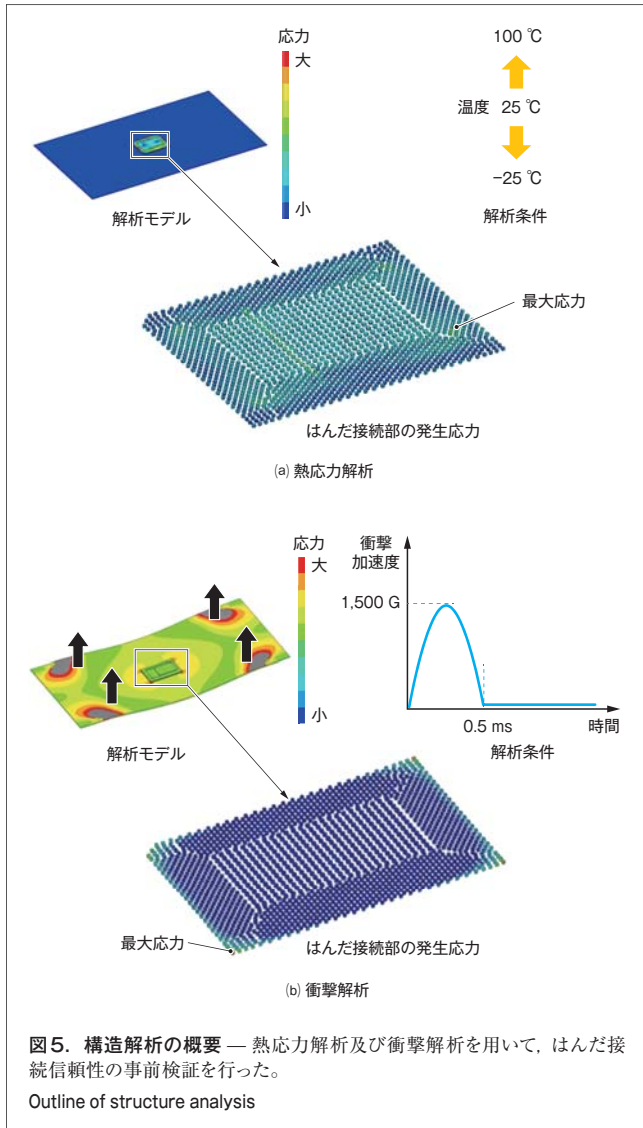 応力
大
小
解析モデル
100 ℃
温度 25 ℃
−25 ℃
解析条件
最大応力
はんだ接続部の発生応力
(a) 熱応力解析
応力
大
小
解析モデル
衝撃
加速度
1,500 G
0.5 ms
時間
解析条件
最大応力
はんだ接続部の発生応力
(b) 衝撃解析
図5. 構造解析の概要 — 熱応力解析及び衝撃解析を用いて, はんだ接
続信頼性の事前検証を行った。
Outline of structure analysis